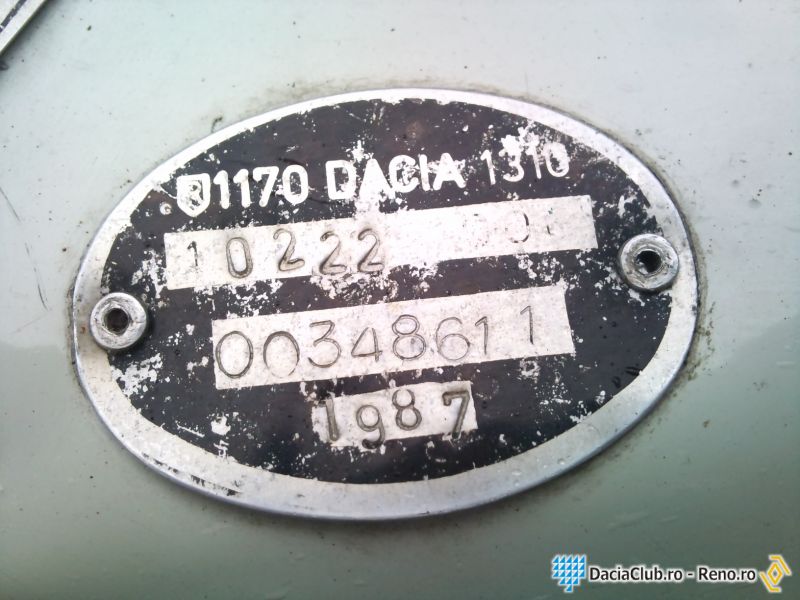 1170 DACIA 1310
10222
00348611
1987
DaciaClub.ro - Reno.ro